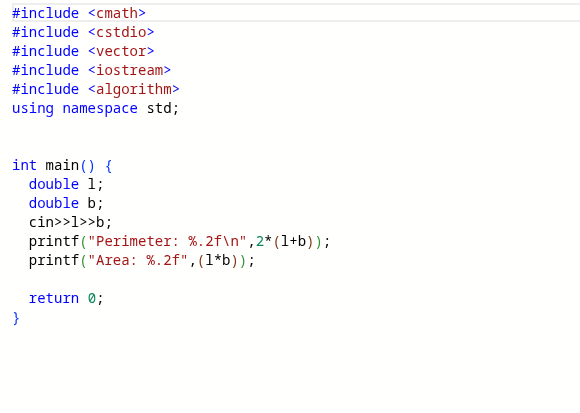 #include <cmath>
#include <cstdio>
#include <vector>
#include <iostream>
#include <algorithm>
using namespace std;
int main() {
  double l;
  double b;
  cin>>l>>b;
  printf("Perimeter: %.2f\n",2*(l+b));
  printf("Area: %.2f",(l*b));
  return 0;
}